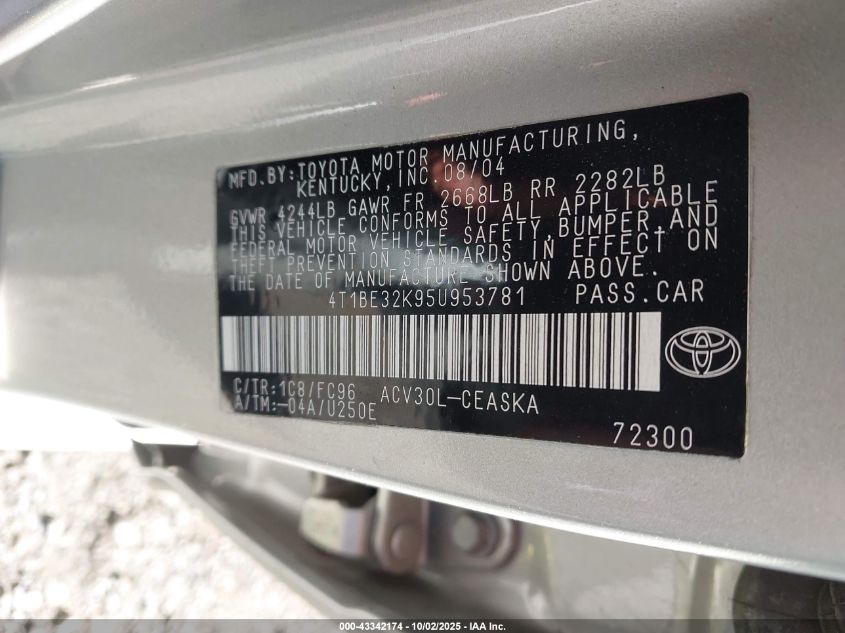 MFD.BY:TOYOTA MOTOR MANUFACTURING,
KENTUCKY,INC.08/04
GVWR 4244LB GAWR FR 2668LB RR 2282LB
THIS VEHICLE CONFORMS TO ALL APPLICABLE
FEDERAL MOTOR VEHICLE SAFETY,BUMPER,AND
THEFT PREVENTION STANDARDS IN EFFECT ON
THE DATE OF MANUFACTURE SHOWN ABOVE.
4T1BE32K95U953781 PASS.CAR
C/TR:1C8/FC96 ACV30L-CEASKA
A/TM:-04A/U250E
72300
000-43342174 | 10/02/2025 - IAA Inc.